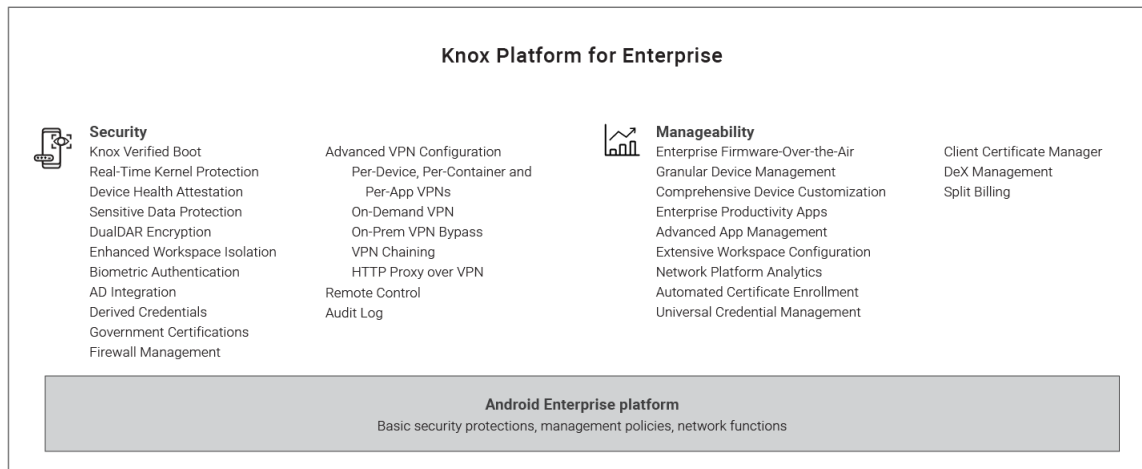 Knox Platform for Enterprise
Security
Knox Verified Boot
Real-Time Kernel Protection
Device Health Attestation
Sensitive Data Protection
DualDAR Encryption
Enhanced Workspace Isolation
Biometric Authentication
AD Integration
Derived Credentials
Government Certifications
Firewall Management
Advanced VPN Configuration
Per-Device, Per-Container and
Per-App VPNs
On-Demand VPN
On-Prem VPN Bypass
VPN Chaining
HTTP Proxy over VPN
Remote Control
Audit Log
Manageability
Enterprise Firmware-Over-the-Air
Granular Device Management
Comprehensive Device Customization
Enterprise Productivity Apps
Advanced App Management
Extensive Workspace Configuration
Network Platform Analytics
Automated Certificate Enrollment
Universal Credential Management
Client Certificate Manager
DeX Management
Split Billing
Android Enterprise platform
Basic security protections, management policies, network functions